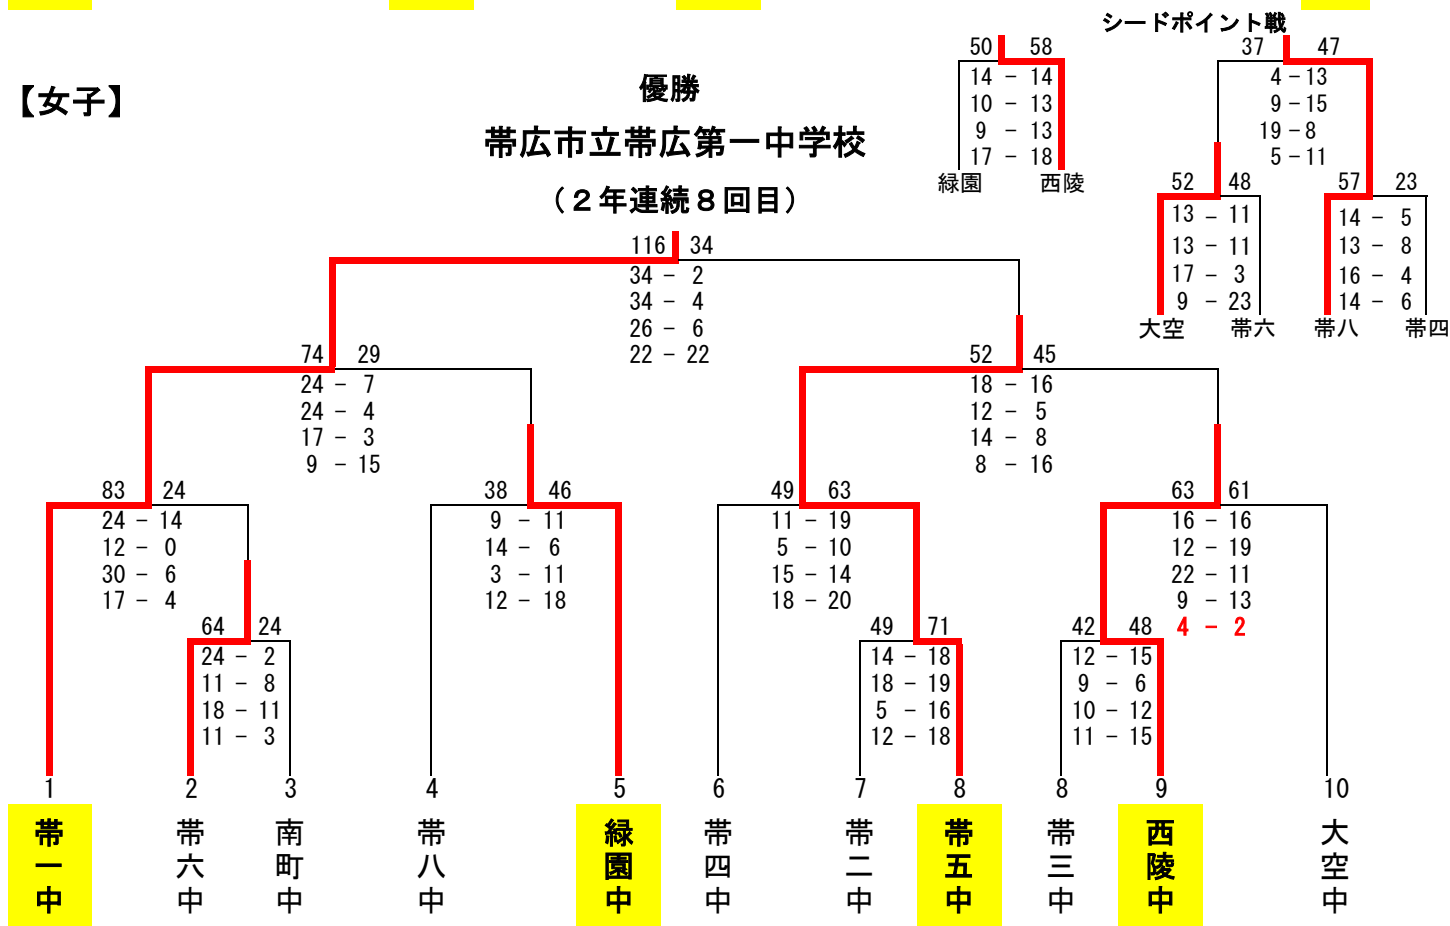 シードポイント戦
【女子】
優勝
帯広市立帯広第一中学校
（２年連続８回目）
50 58
14 - 14
10 - 13
9 - 13
17 - 18
緑園 西陵
37 47
4 - 13
9 - 15
19 - 8
5 - 11
52 48
13 - 11
13 - 11
17 - 3
9 - 23
大空 帯六
57 23
14 - 5
13 - 8
16 - 4
14 - 6
帯八 帯四
116 34
34 - 2
34 - 4
26 - 6
22 - 22
74 29
24 - 7
24 - 4
17 - 3
9 - 15
52 45
18 - 16
12 - 5
14 - 8
8 - 16
83 24
24 - 14
12 - 0
30 - 6
17 - 4
38 46
9 - 11
14 - 6
3 - 11
12 - 18
49 63
11 - 19
5 - 10
15 - 14
18 - 20
63 61
16 - 16
12 - 19
22 - 11
9 - 13
4 - 2
64 24
24 - 2
11 - 8
18 - 11
11 - 3
49 71
14 - 18
18 - 19
5 - 16
12 - 18
42 48
12 - 15
9 - 6
10 - 12
11 - 15
1 2 3 4 5 6 7 8 8 9 10
帯一中
帯六中
南町中
帯八中
緑園中
帯四中
帯二中
帯五中
帯三中
西陵中
大空中